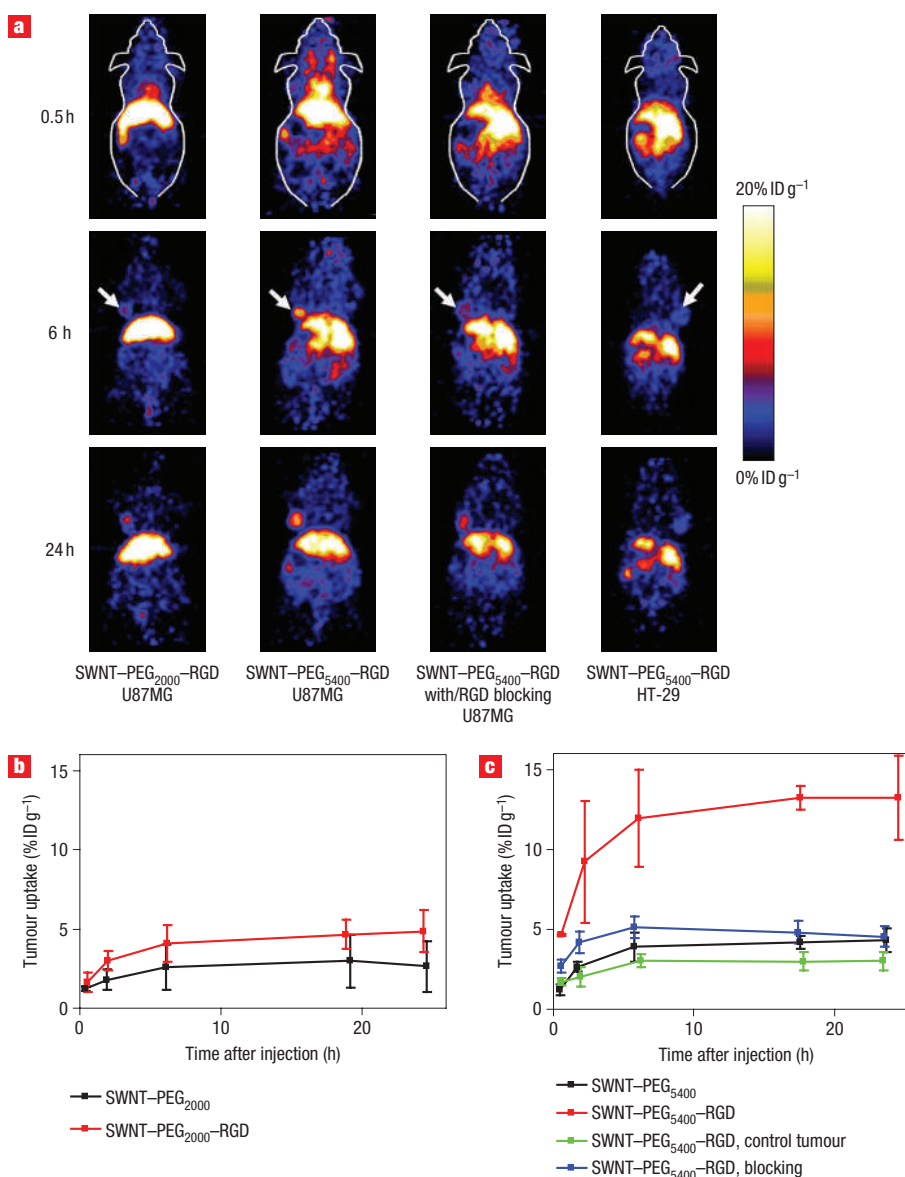 a
0.5 h
6 h
24 h
20% ID g⁻¹
0% ID g⁻¹
SWNT–PEG₂₀₀₀–RGD
U87MG
SWNT–PEG₅₄₀₀–RGD
U87MG
SWNT–PEG₅₄₀₀–RGD
with/RGD blocking
U87MG
SWNT–PEG₅₄₀₀–RGD
HT-29
b
15
10
5
0
Tumour uptake (% ID g⁻¹)
0
10
20
Time after injection (h)
SWNT–PEG₂₀₀₀
SWNT–PEG₂₀₀₀–RGD
c
15
10
5
0
Tumour uptake (% ID g⁻¹)
0
10
20
Time after injection (h)
SWNT–PEG₅₄₀₀
SWNT–PEG₅₄₀₀–RGD
SWNT–PEG₅₄₀₀–RGD, control tumour
SWNT–PEG₅₄₀₀–RGD, blocking